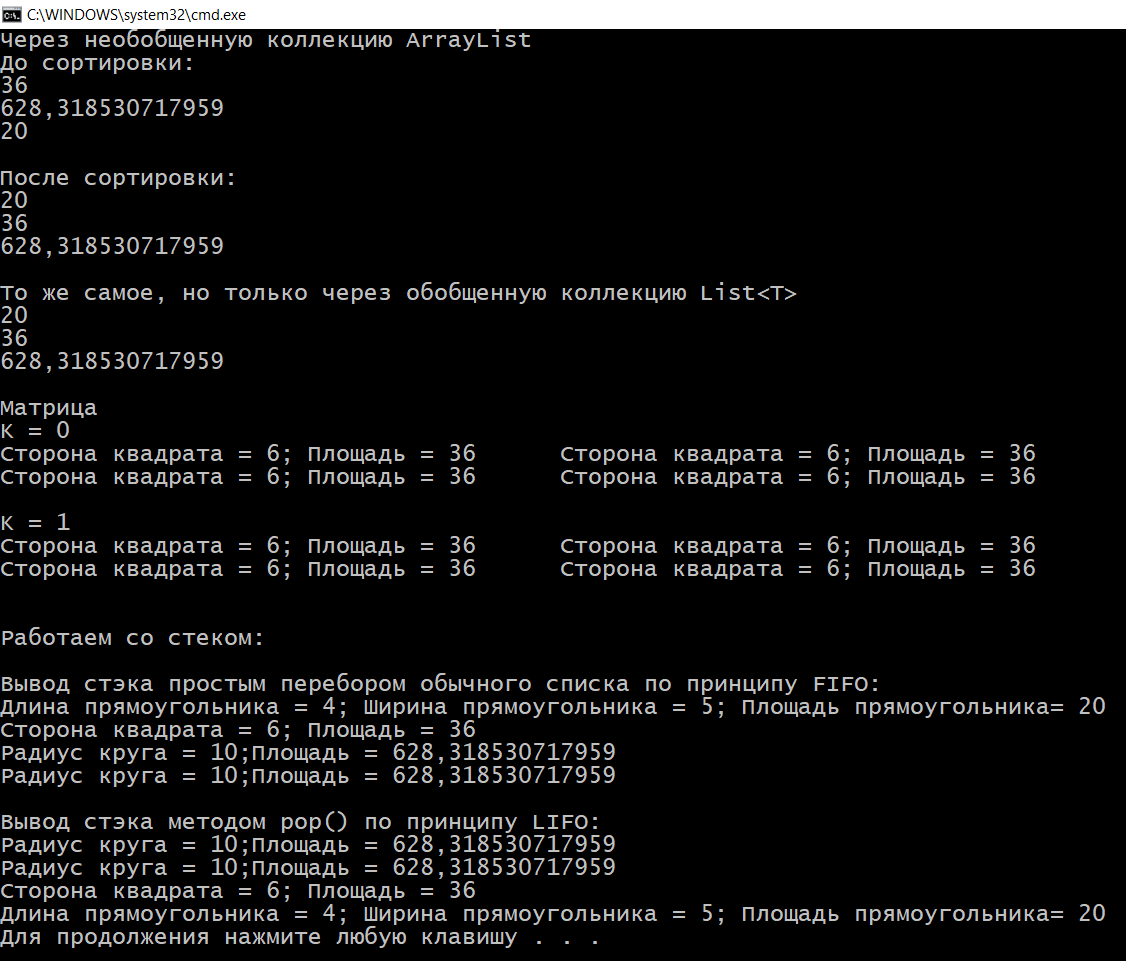 C:\WINDOWS\system32\cmd.exe
Через необобщенную коллекцию ArrayList
До сортировки:
36
628,318530717959
20
После сортировки:
20
36
628,318530717959
То же самое, но только через обобщенную коллекцию List<T>
20
36
628,318530717959
Матрица
K = 0
Сторона квадрата = 6; Площадь = 36 Сторона квадрата = 6; Площадь = 36
Сторона квадрата = 6; Площадь = 36 Сторона квадрата = 6; Площадь = 36
K = 1
Сторона квадрата = 6; Площадь = 36 Сторона квадрата = 6; Площадь = 36
Сторона квадрата = 6; Площадь = 36 Сторона квадрата = 6; Площадь = 36
Работаем со стеком:
Вывод стэка простым перебором обычного списка по принципу FIFO:
Длина прямоугольника = 4; Ширина прямоугольника = 5; Площадь прямоугольника= 20
Сторона квадрата = 6; Площадь = 36
Радиус круга = 10;Площадь = 628,318530717959
Радиус круга = 10;Площадь = 628,318530717959
Вывод стэка методом pop() по принципу LIFO:
Радиус круга = 10;Площадь = 628,318530717959
Радиус круга = 10;Площадь = 628,318530717959
Сторона квадрата = 6; Площадь = 36
Длина прямоугольника = 4; Ширина прямоугольника = 5; Площадь прямоугольника= 20
Для продолжения нажмите любую клавишу . . .